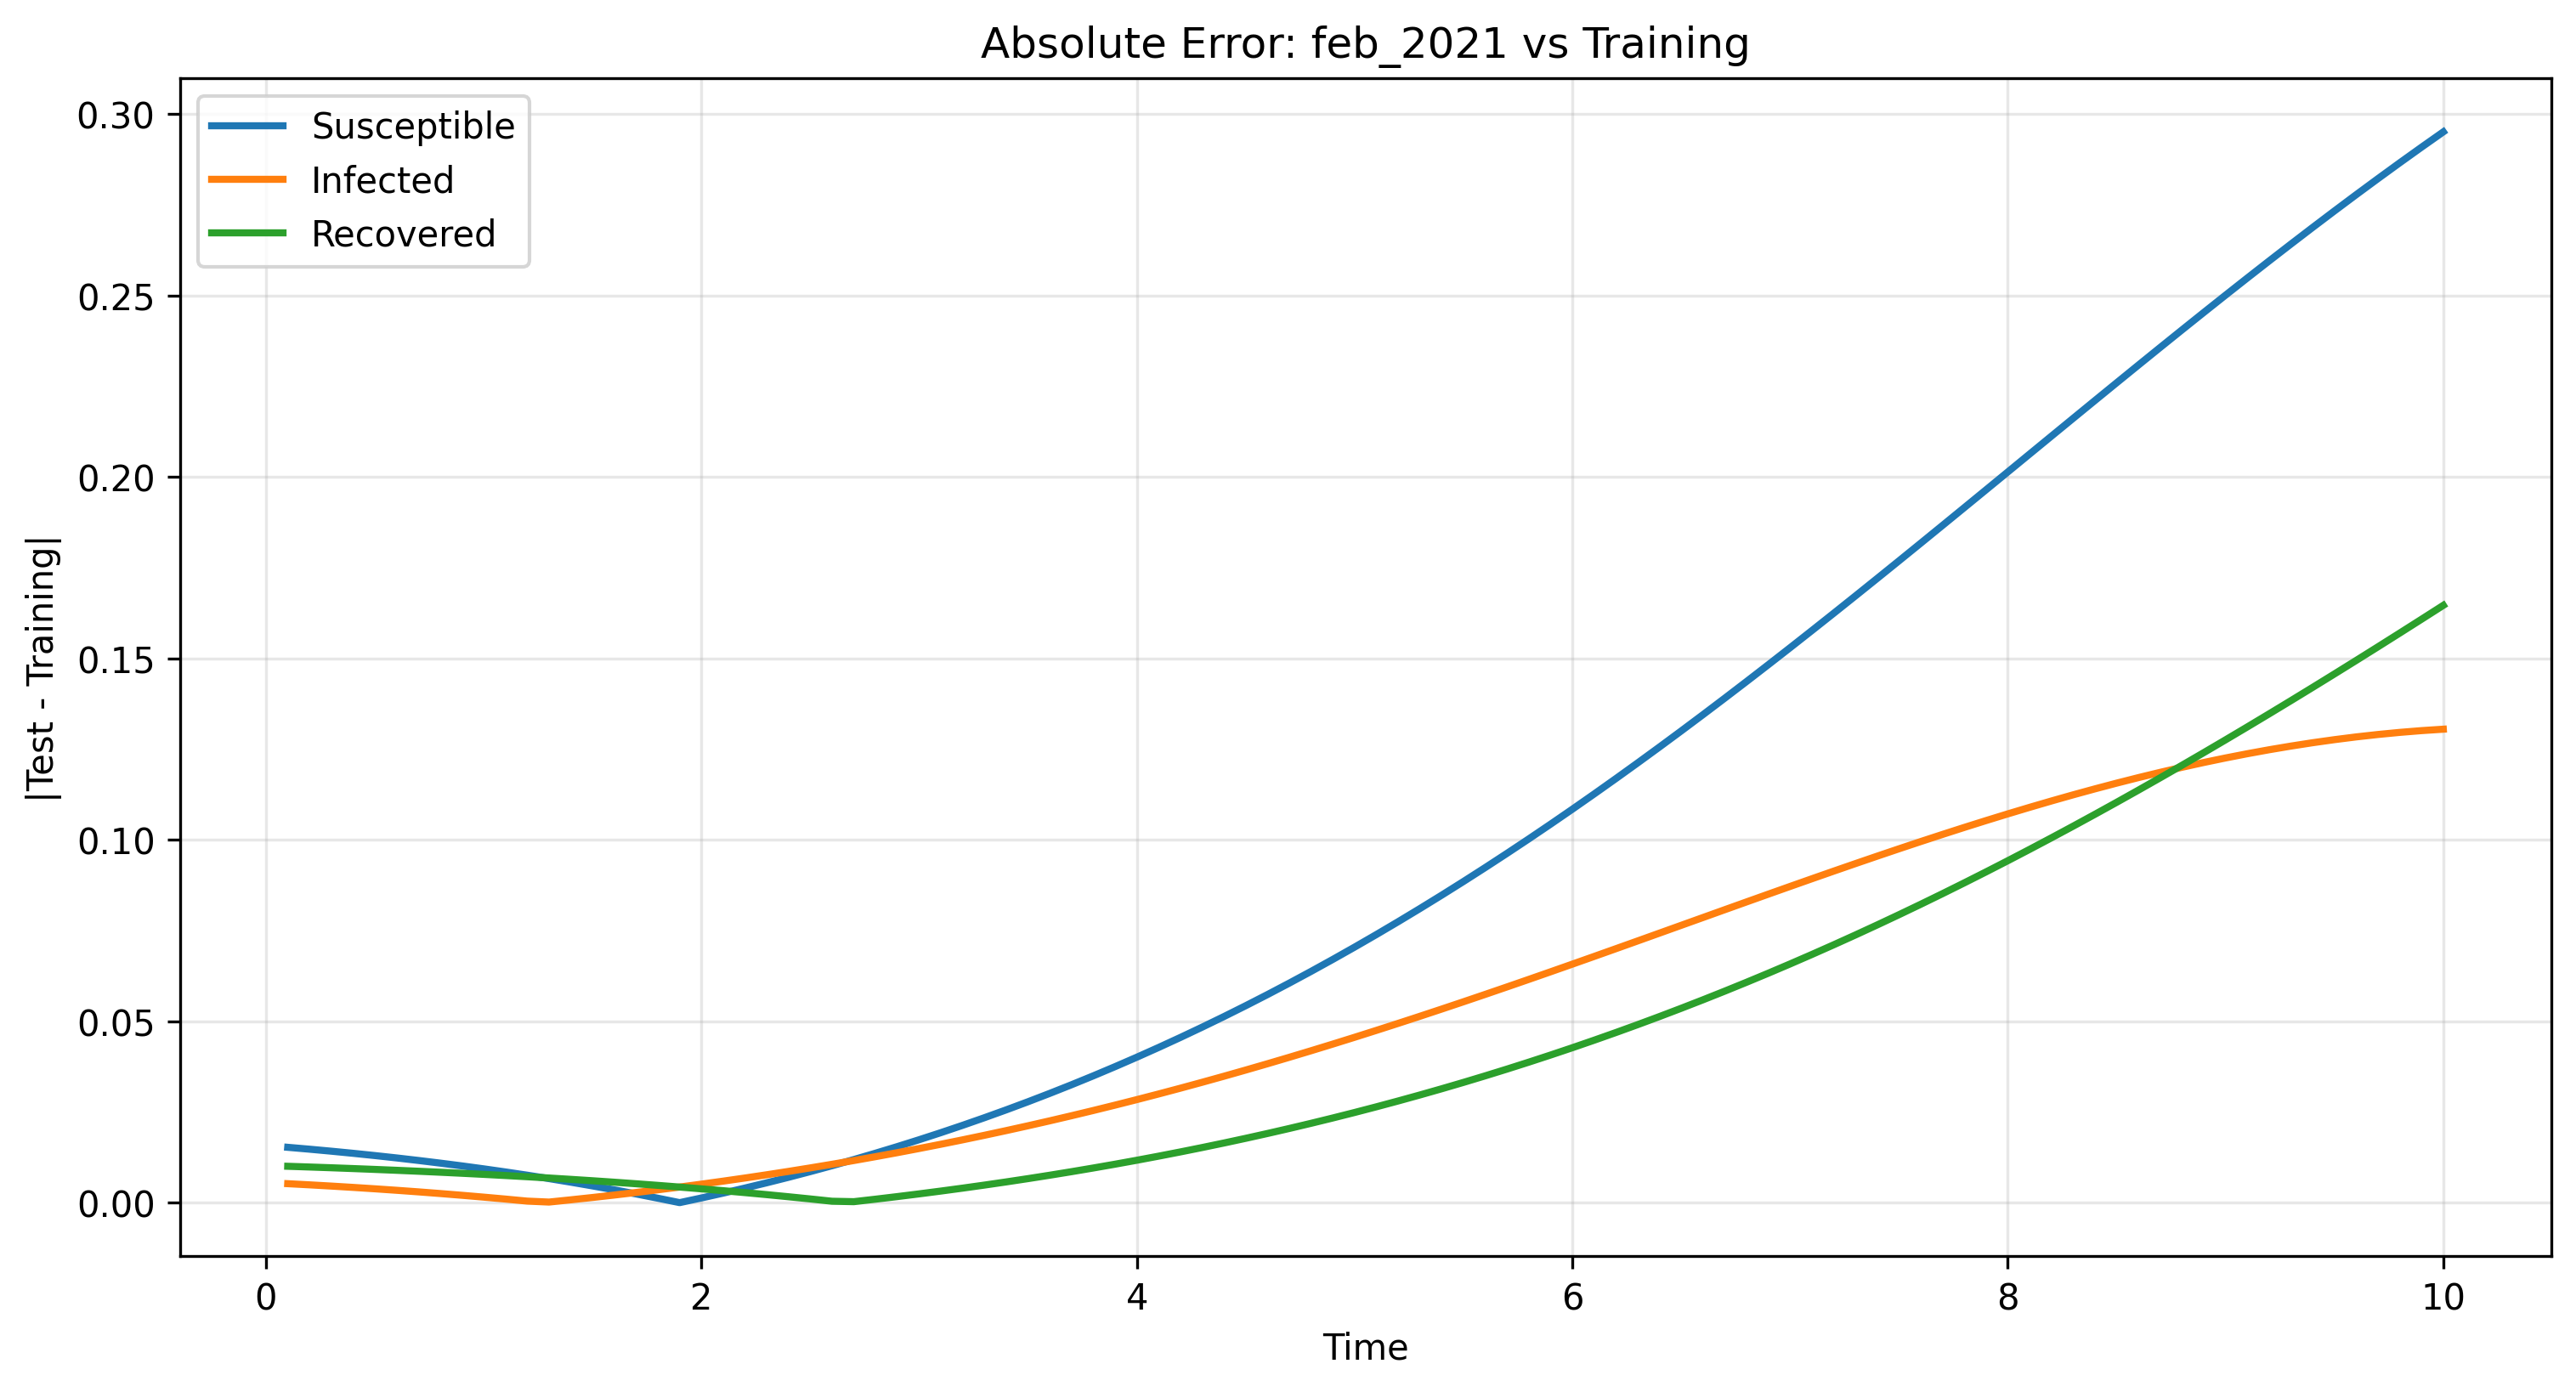 Absolute Error: feb_2021 vs Training
Susceptible
Infected
Recovered
|Test - Training|
0.30
0.25
0.20
0.15
0.10
0.05
0.00
0 2 4 6 8 10
Time